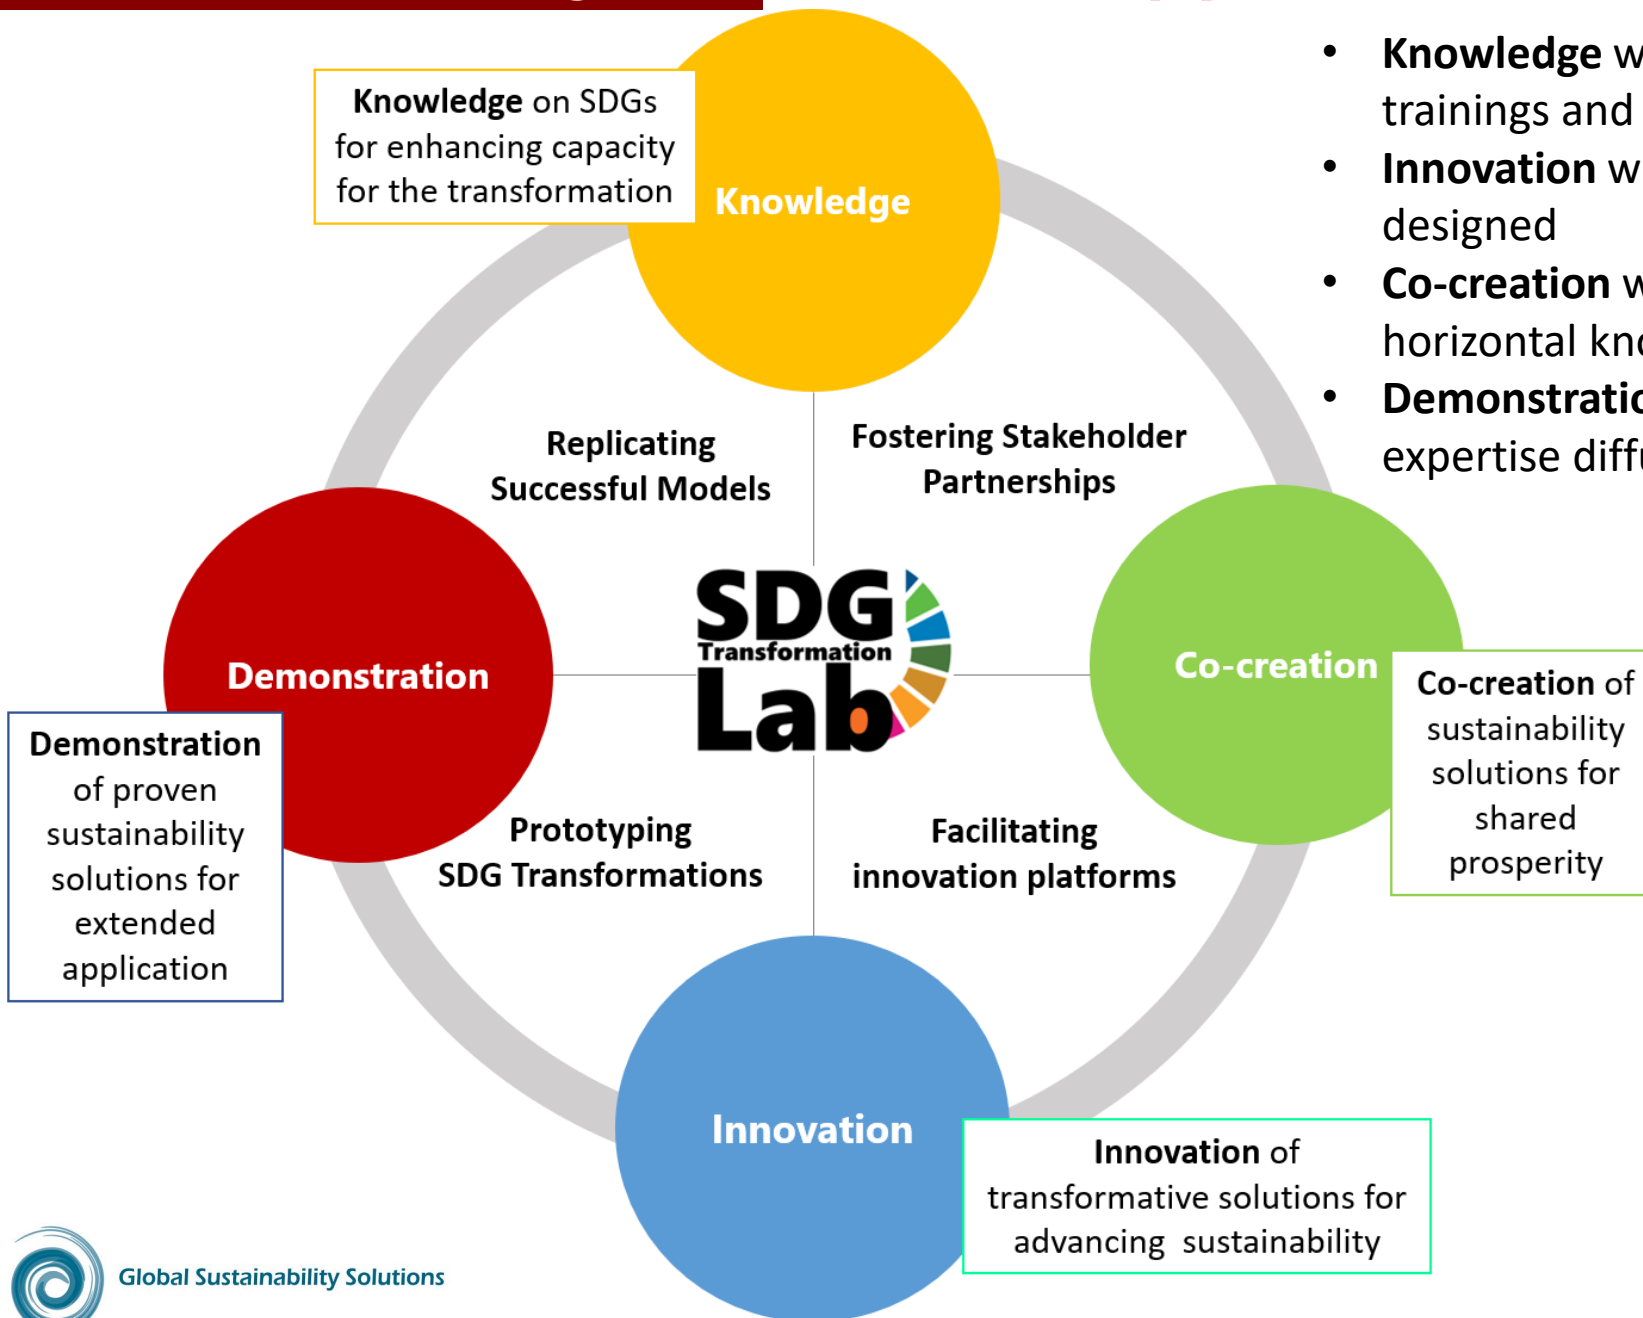 Knowledge on SDGs
for enhancing capacity
for the transformation
Knowledge
• Knowledge
trainings and
• Innovation
designed
• Co-creation
horizontal
• Demonstration
expertise
Replicating
Successful Models
Fostering Stakeholder
Partnerships
SDG
Transformation
Lab
Demonstration
Co-creation
Demonstration
of proven
sustainability
solutions for
extended
application
Co-creation of
sustainability
solutions for
shared
prosperity
Prototyping
SDG Transformations
Facilitating
innovation platforms
Innovation
Innovation of
transformative solutions for
advancing sustainability
Global Sustainability Solutions